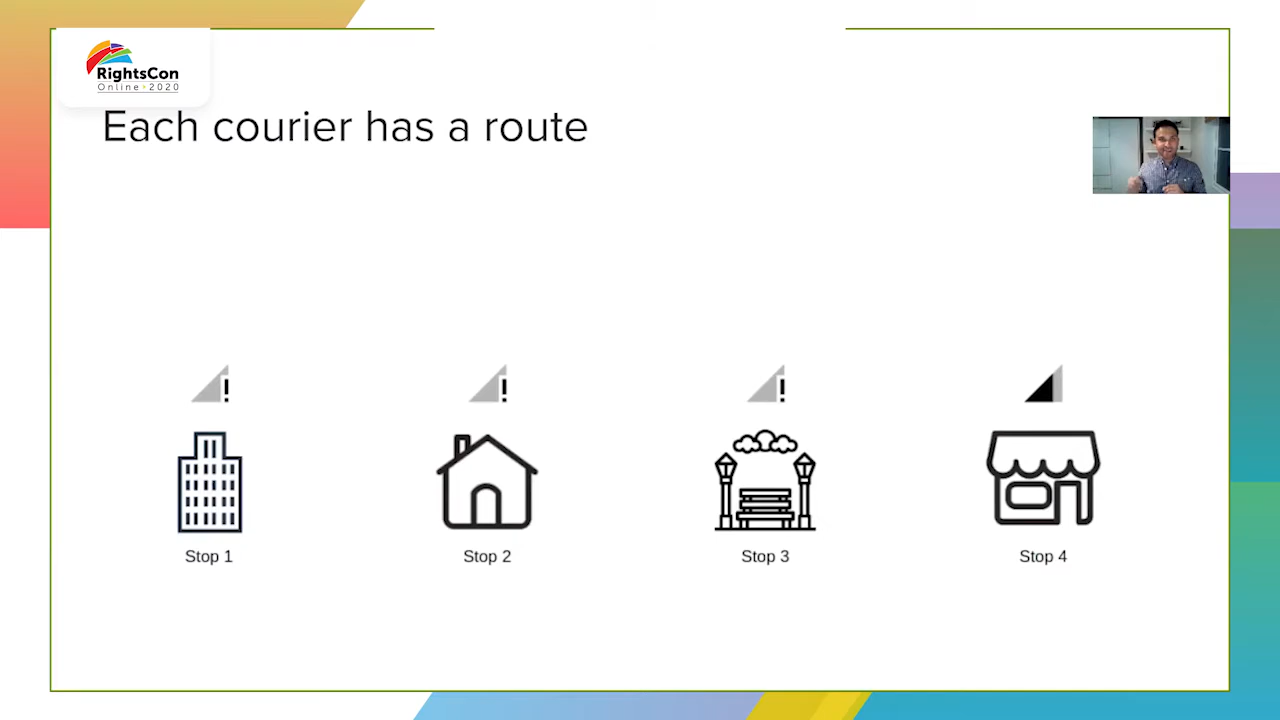 RightsCon
Online›2020
Each courier has a route
!
!
!
Stop 1
Stop 2
Stop 3
Stop 4